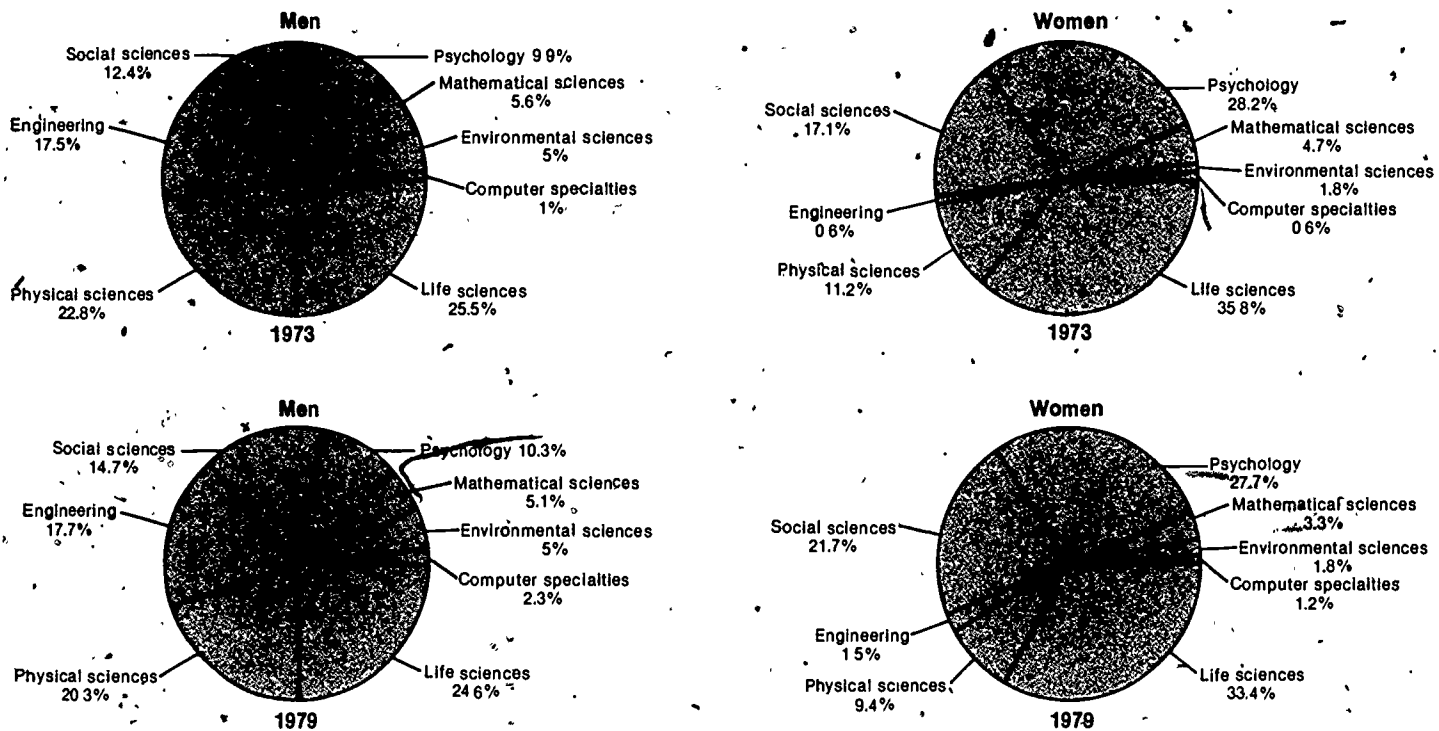 Men
Social sciences
12.4%
Psychology 9 9%
Mathematical sciences
5.6%
Engineering
17.5%
Environmental sciences
5%
Computer specialties
1%
Physical sciences
22.8%
Life sciences
25.5%
1973
Women
Psychology
28.2%
Social sciences
17.1%
Mathematical sciences
4.7%
Environmental sciences
1.8%
Engineering
0 6%
Computer specialties
0 6%
Physical sciences
11.2%
Life sciences
35 8%
1973
Men
Social sciences
14.7%
Psychology 10.3%
Mathematical sciences
5.1%
Engineering
17.7%
Environmental sciences
5%
Computer specialties
2.3%
Physical sciences
20 3%
Life sciences
24 6%
1979
Women
Psychology
27.7%
Mathematical sciences
3.3%
Social sciences
21.7%
Environmental sciences
1.8%
Computer specialties
1.2%
Engineering
1 5%
Physical sciences
9.4%
Life sciences
33.4%
1979